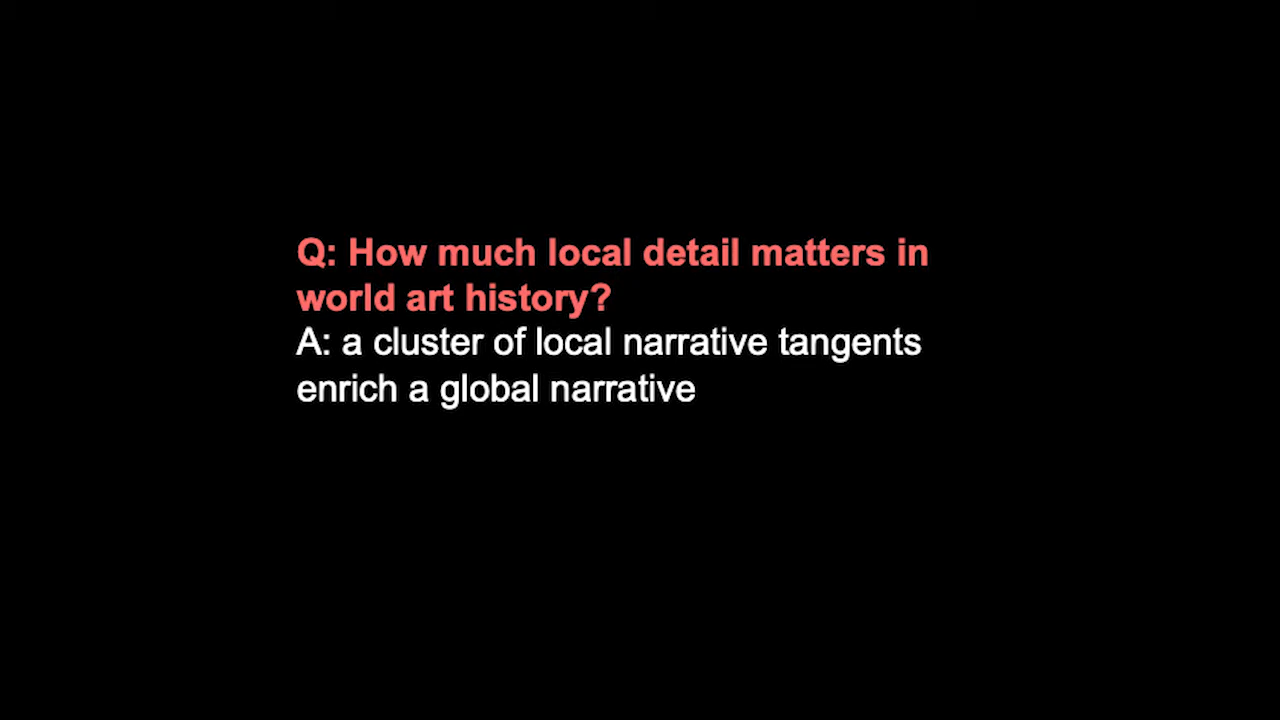 Q: How much local detail matters in
world art history?
A: a cluster of local narrative tangents
enrich a global narrative